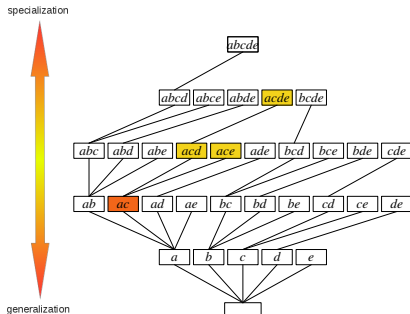 specialization
abcde
abcd abce abde acde bcde
abc abd abe acd ace ade bcd bce bde cde
ab ac ad ae bc bd be cd ce de
a b c d e
generalization